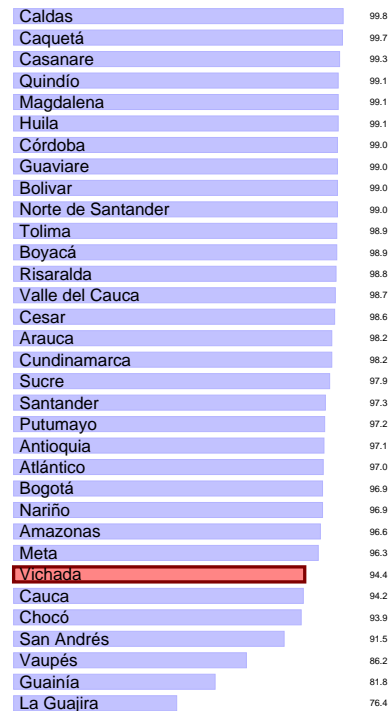 Caldas 99.8
Caquetá 99.7
Casanare 99.3
Quindío 99.1
Magdalena 99.1
Huila 99.1
Córdoba 99.0
Guaviare 99.0
Bolivar 99.0
Norte de Santander 99.0
Tolima 98.9
Boyacá 98.9
Risaralda 98.8
Valle del Cauca 98.7
Cesar 98.6
Arauca 98.2
Cundinamarca 98.2
Sucre 97.9
Santander 97.3
Putumayo 97.2
Antioquia 97.1
Atlántico 97.0
Bogotá 96.9
Nariño 96.9
Amazonas 96.6
Meta 96.3
Vichada 94.4
Cauca 94.2
Chocó 93.9
San Andrés 91.5
Vaupés 86.2
Guainía 81.8
La Guajira 76.4